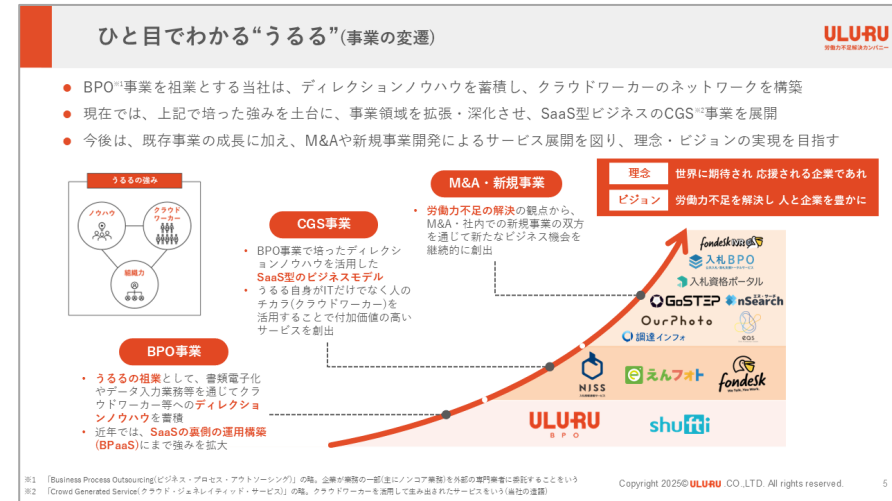 ひと目でわかる“うるる”(事業の変遷)
ULURU
労働力不足解決カンパニー
● BPO※1事業を祖業とする当社は、ディレクションノウハウを蓄積し、クラウドワーカーのネットワークを構築
● 現在では、上記で培った強みを土台に、事業領域を拡張・深化させ、SaaS型ビジネスのCGS※2事業を展開
● 今後は、既存事業の成長に加え、M&Aや新規事業開発によるサービス展開を図り、理念・ビジョンの実現を目指す
理念 世界に期待され 応援される企業であれ
ビジョン 労働力不足を解決し 人と企業を豊かに
うるるの強み
ノウハウ
クラウド
ワーカー
組織力
M&A・新規事業
• 労働力不足の解決の観点から、
M&A・社内での新規事業の双方
を通じて新たなビジネス機会を
継続的に創出
CGS事業
• BPO事業で培ったディレクシ
ョンノウハウを活用した
SaaS型のビジネスモデル
• うるる自身がITだけでなく人の
チカラ(クラウドワーカー)を
活用することで付加価値の高い
サービスを創出
BPO事業
• うるるの祖業として、書類電子化
やデータ入力業務等を通じてクラ
ウドワーカー等へのディレクショ
ンノウハウを蓄積
• 近年では、SaaSの裏側の運用構築
(BPaaS)にまで強みを拡大
fondesk
入札BPO
入札資格ポータル
GoSTEP
nSearch
OurPhoto
調達インフォ
eas
NISS
えんフォト
fondesk
ULURU
BPO
shufti
※1 「Business Process Outsourcing(ビジネス・プロセス・アウトソーシング)」の略。企業が業務の一部(主にノンコア業務)を外部の専門業者に委託することをいう
※2 「Crowd Generated Service(クラウド・ジェネレイティッド・サービス)」の略。クラウドワーカーを活用して生み出されたサービスをいう(当社の造語)
Copyright 2025© ULURU .CO.,LTD. All rights reserved.
5